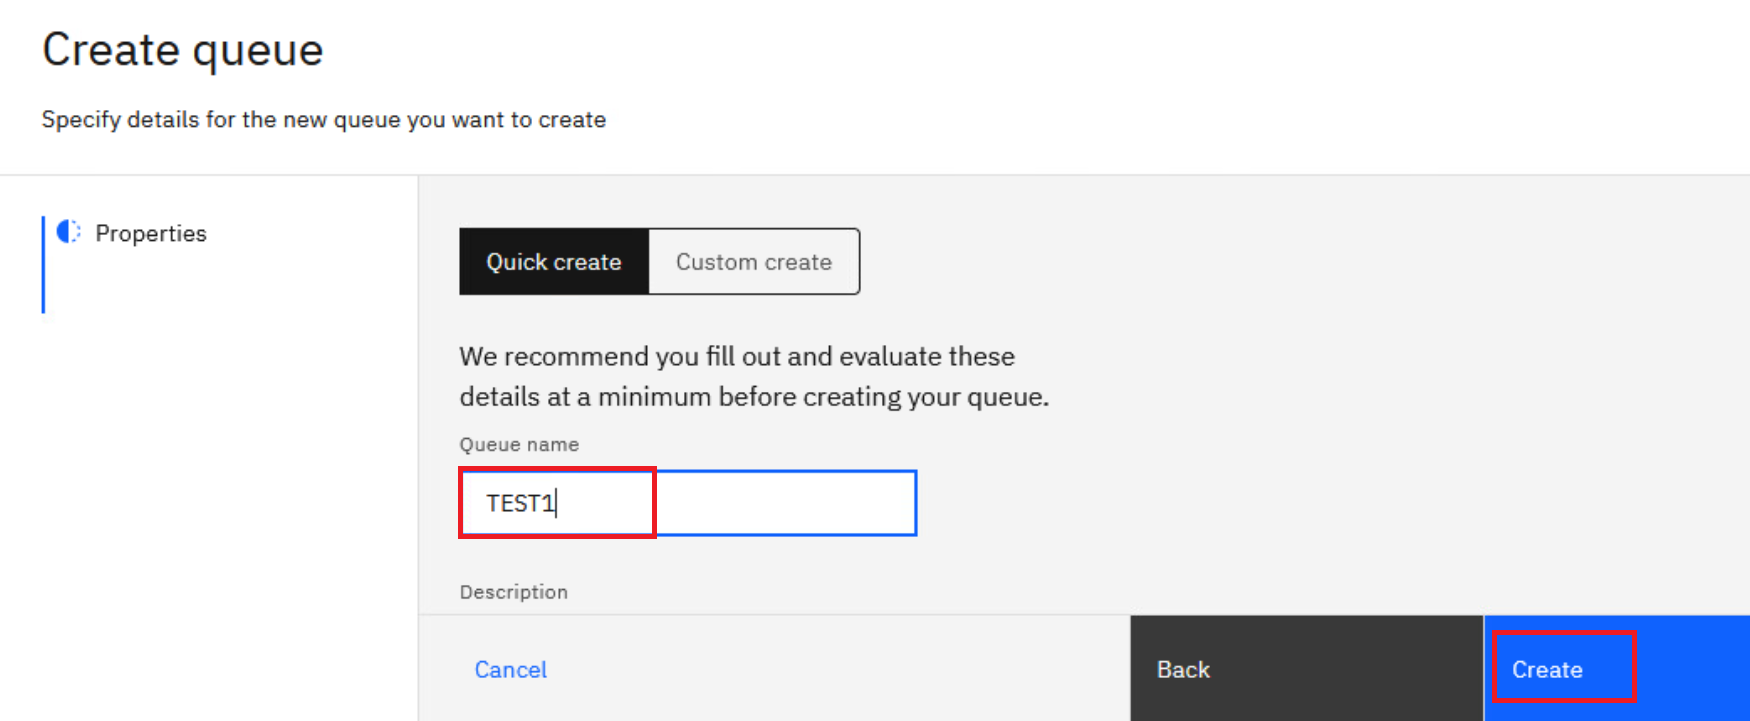 Create queue
Specify details for the new queue you want to create
Properties
Quick create
Custom create
We recommend you fill out and evaluate these
details at a minimum before creating your queue.
Queue name
TEST1
Description
Cancel
Back
Create